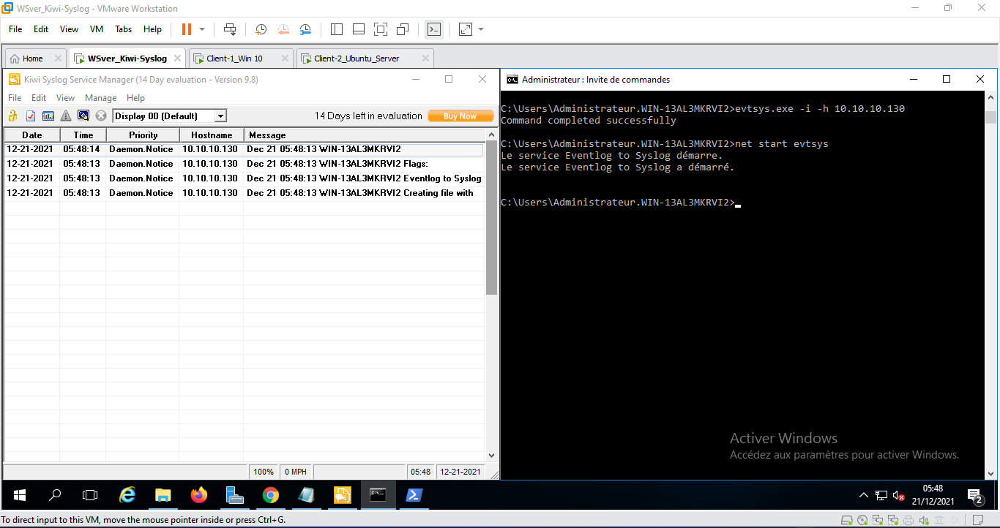 WSver_Kiwi-Syslog - VMware Workstation
File Edit View VM Tabs Help
Home WSver_Kiwi-Syslog Client-1_Win 10 Client-2_Ubuntu_Server
Kiwi Syslog Service Manager (14 Day evaluation - Version 9.8)
File Edit View Manage Help
Display 00 (Default) 14 Days left in evaluation Buy Now
Date Time Priority Hostname Message
12-21-2021 05:48:14 Daemon.Notice 10.10.10.130 Dec 21 05:48:13 WIN-13AL3MKRVI2
12-21-2021 05:48:13 Daemon.Notice 10.10.10.130 Dec 21 05:48:13 WIN-13AL3MKRVI2 Flags:
12-21-2021 05:48:13 Daemon.Notice 10.10.10.130 Dec 21 05:48:13 WIN-13AL3MKRVI2 Eventlog to Syslog
12-21-2021 05:48:13 Daemon.Notice 10.10.10.130 Dec 21 05:48:13 WIN-13AL3MKRVI2 Creating file with
100% 0 MPH 05:48 12-21-2021
Administrateur : Invite de commandes
C:\Users\Administrateur.WIN-13AL3MKRVI2>evtsys.exe -i -h 10.10.10.130
Command completed successfully
C:\Users\Administrateur.WIN-13AL3MKRVI2>net start evtsys
Le service Eventlog to Syslog démarre.
Le service Eventlog to Syslog a démarré.
C:\Users\Administrateur.WIN-13AL3MKRVI2>
Activer Windows
Accédez aux paramètres pour activer Windows.
05:48
21/12/2021
2
To direct input to this VM, move the mouse pointer inside or press Ctrl+G.